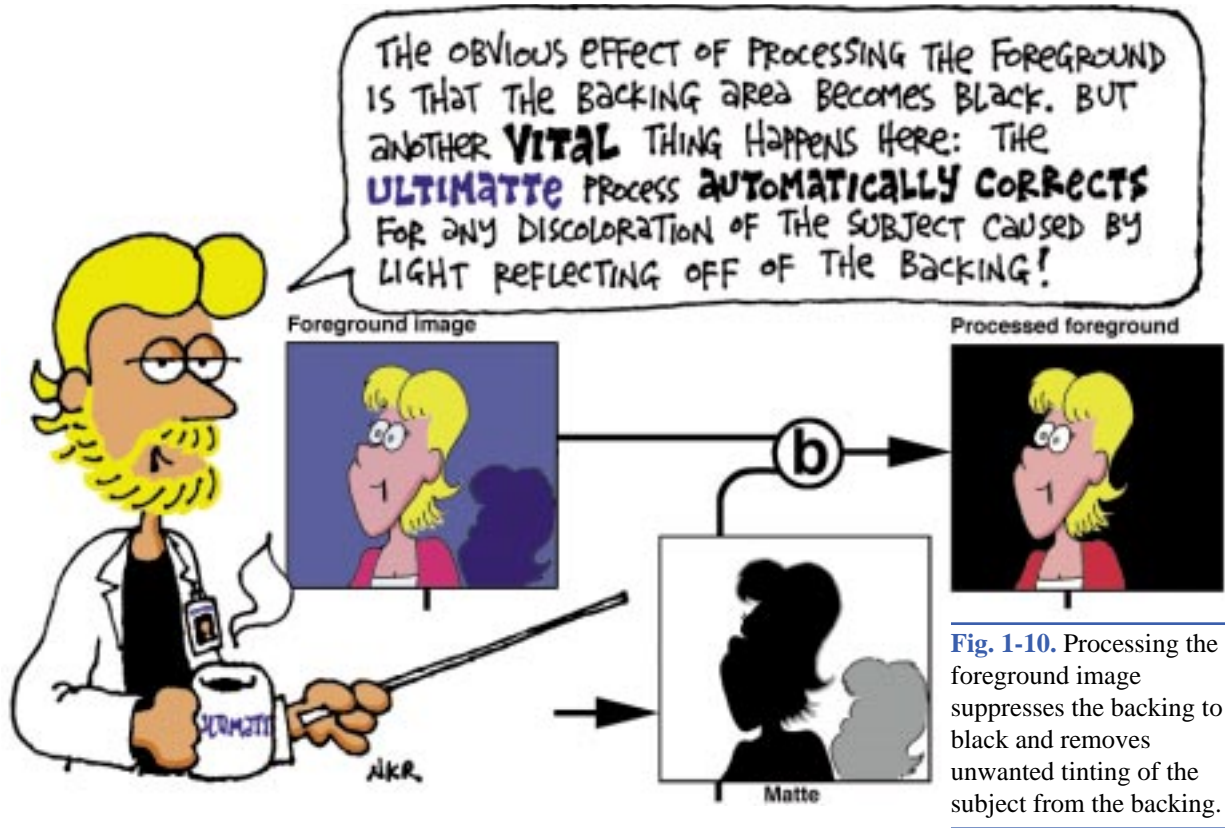 THE OBVIOUS EFFECT OF PROCESSING THE FOREGROUND
IS THAT THE BACKING AREA BECOMES BLACK. BUT
ANOTHER VITAL THING HAPPENS HERE: THE
ULTIMATTE PROCESS AUTOMATICALLY CORRECTS
FOR ANY DISCOLORATION OF THE SUBJECT CAUSED BY
LIGHT REFLECTING OFF OF THE BACKING!
Foreground image
Processed foreground
b
Matte
NKR.
Fig. 1-10. Processing the
foreground image
suppresses the backing to
black and removes
unwanted tinting of the
subject from the backing.